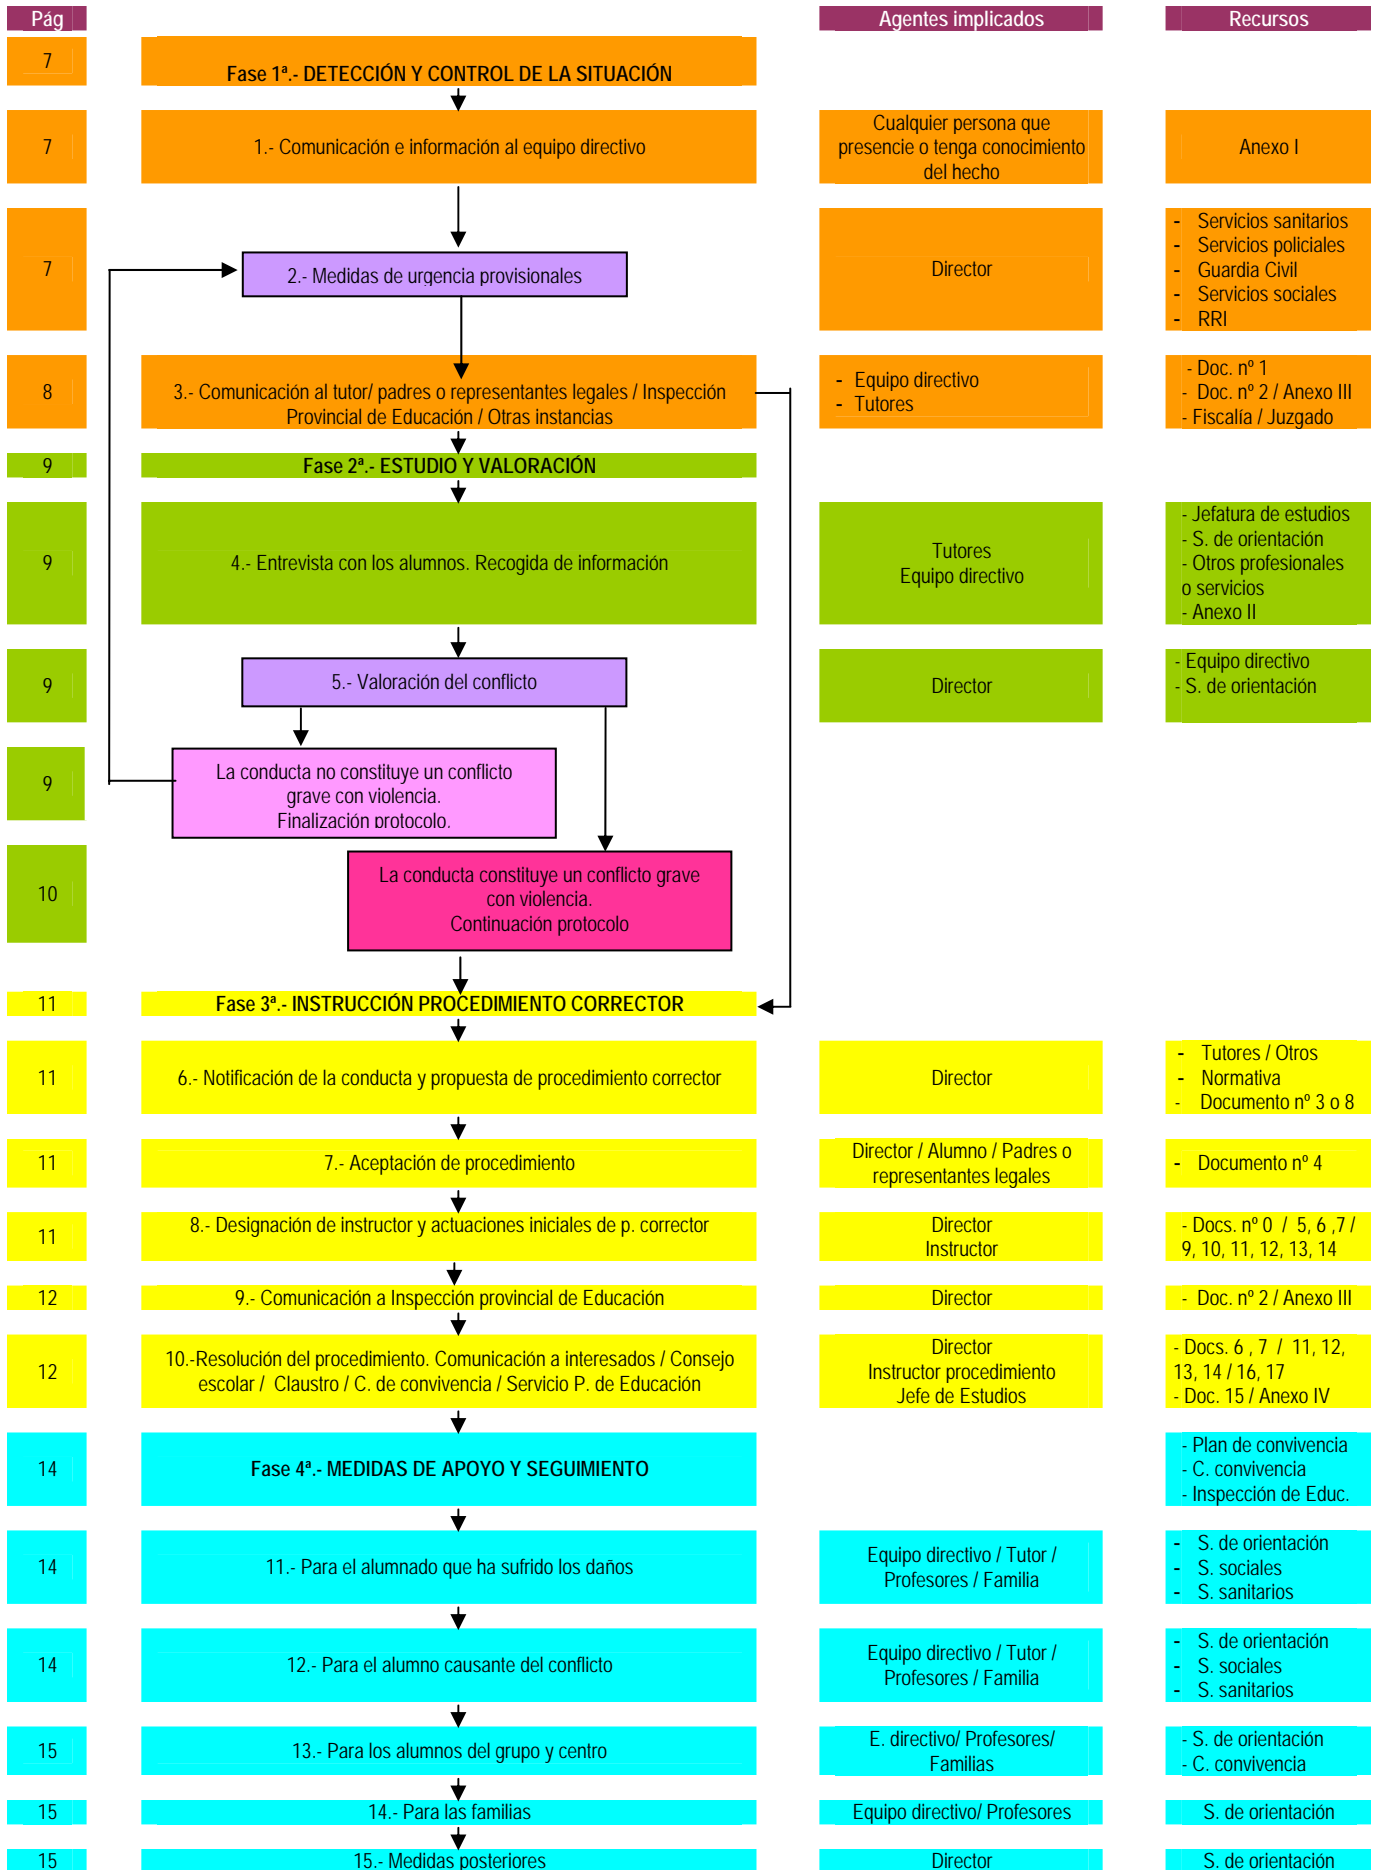 Pág
Agentes implicados
Recursos
7
Fase 1ª.- DETECCIÓN Y CONTROL DE LA SITUACIÓN
7
1.- Comunicación e información al equipo directivo
Cualquier persona que
presencie o tenga conocimiento
del hecho
Anexo I
7
2.- Medidas de urgencia provisionales
Director
- Servicios sanitarios
- Servicios policiales
- Guardia Civil
- Servicios sociales
- RRI
8
3.- Comunicación al tutor/ padres o representantes legales / Inspección
Provincial de Educación / Otras instancias
- Equipo directivo
- Tutores
- Doc. nº 1
- Doc. nº 2 / Anexo III
- Fiscalía / Juzgado
9
Fase 2ª.- ESTUDIO Y VALORACIÓN
9
4.- Entrevista con los alumnos. Recogida de información
Tutores
Equipo directivo
- Jefatura de estudios
- S. de orientación
- Otros profesionales
o servicios
- Anexo II
9
5.- Valoración del conflicto
Director
- Equipo directivo
- S. de orientación
9
La conducta no constituye un conflicto
grave con violencia.
Finalización protocolo.
10
La conducta constituye un conflicto grave
con violencia.
Continuación protocolo
11
Fase 3ª.- INSTRUCCIÓN PROCEDIMIENTO CORRECTOR
11
6.- Notificación de la conducta y propuesta de procedimiento corrector
Director
- Tutores / Otros
- Normativa
- Documento nº 3 o 8
11
7.- Aceptación de procedimiento
Director / Alumno / Padres o
representantes legales
- Documento nº 4
11
8.- Designación de instructor y actuaciones iniciales de p. corrector
Director
Instructor
- Docs. nº 0 / 5, 6 ,7 /
9, 10, 11, 12, 13, 14
12
9.- Comunicación a Inspección provincial de Educación
Director
- Doc. nº 2 / Anexo III
12
10.-Resolución del procedimiento. Comunicación a interesados / Consejo
escolar / Claustro / C. de convivencia / Servicio P. de Educación
Director
Instructor procedimiento
Jefe de Estudios
- Docs. 6 , 7 / 11, 12,
13, 14 / 16, 17
- Doc. 15 / Anexo IV
14
Fase 4ª.- MEDIDAS DE APOYO Y SEGUIMIENTO
- Plan de convivencia
- C. convivencia
- Inspección de Educ.
14
11.- Para el alumnado que ha sufrido los daños
Equipo directivo / Tutor /
Profesores / Familia
- S. de orientación
- S. sociales
- S. sanitarios
14
12.- Para el alumno causante del conflicto
Equipo directivo / Tutor /
Profesores / Familia
- S. de orientación
- S. sociales
- S. sanitarios
15
13.- Para los alumnos del grupo y centro
E. directivo/ Profesores/
Familias
- S. de orientación
- C. convivencia
15
14.- Para las familias
Equipo directivo/ Profesores
S. de orientación
15
15.- Medidas posteriores
Director
S. de orientación